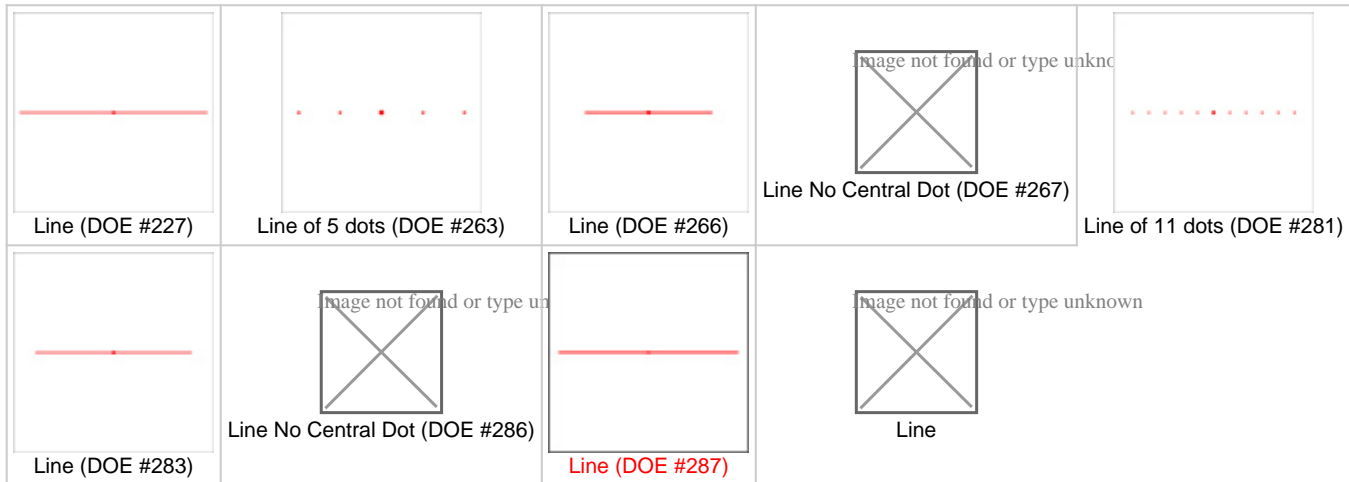 Image not found or type unkno
Line (DOE #227)
Line of 5 dots (DOE #263)
Line (DOE #266)
Line No Central Dot (DOE #267)
Line of 11 dots (DOE #281)
Image not found or type un
Image not found or type unknown
Line (DOE #283)
Line No Central Dot (DOE #286)
Line (DOE #287)
Line